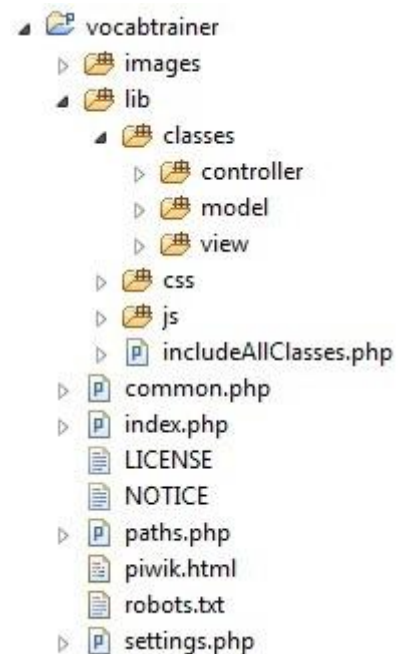 vocabtrainer
images
lib
classes
controller
model
view
css
js
includeAllClasses.php
common.php
index.php
LICENSE
NOTICE
paths.php
piwik.html
robots.txt
settings.php